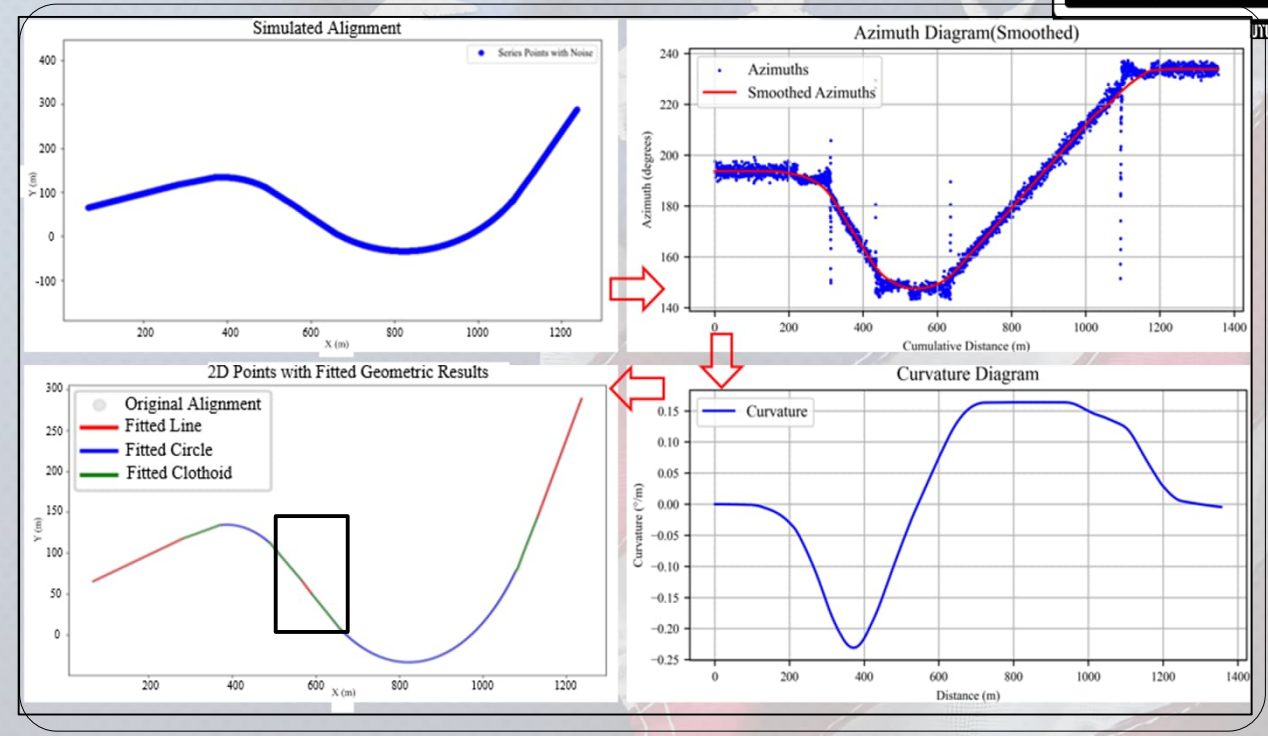 Simulated Alignment
Series Points with Noise
400
300
200
100
0
-100
200
400
600
800
1000
1200
X (m)
Y (m)
Azimuth Diagram(Smoothed)
Azimuths
Smoothed Azimuths
240
220
200
180
160
140
0
200
400
600
800
1000
1200
1400
Cumulative Distance (m)
Azimuth (degrees)
2D Points with Fitted Geometric Results
Original Alignment
Fitted Line
Fitted Circle
Fitted Clothoid
300
250
200
150
100
50
0
200
400
600
800
1000
1200
X (m)
Y (m)
Curvature Diagram
Curvature
0.15
0.10
0.05
0.00
−0.05
−0.10
−0.15
−0.20
−0.25
0
200
400
600
800
1000
1200
1400
Distance (m)
Curvature (°/m)